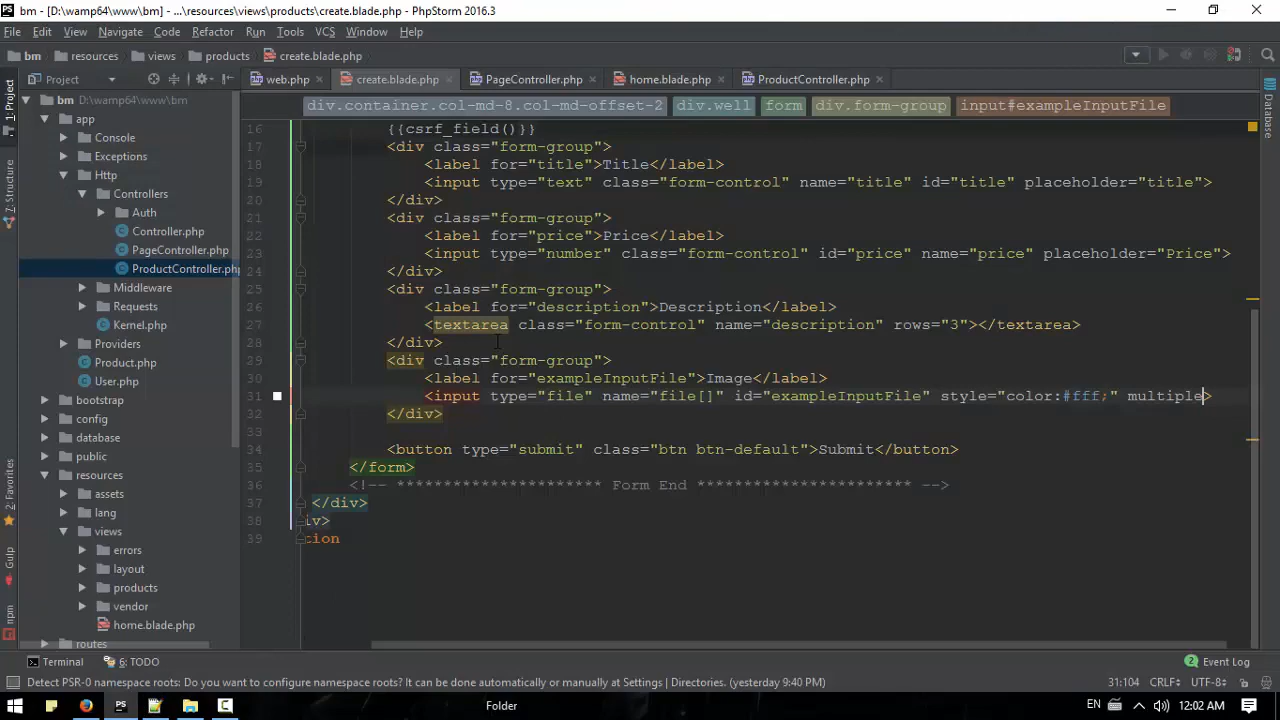 bm - [D:\wamp64\www\bm] - ...\resources\views\products\create.blade.php - PhpStorm 2016.3
File Edit View Navigate Code Refactor Run Tools VCS Window Help
bm resources views products create.blade.php
Project web.php create.blade.php PageController.php home.blade.php ProductController.php
div.container.col-md-8.col-md-offset-2 div.well form div.form-group input#exampleInputFile
1: Project
7: Structure
2: Favorites
Gulp
npm
Database
bm D:\wamp64\www\bm
app
Console
Exceptions
Http
Controllers
Auth
Controller.php
PageController.php
ProductController.ph
Middleware
Requests
Kernel.php
Providers
Product.php
User.php
bootstrap
config
database
public
resources
assets
lang
views
errors
layout
products
vendor
home.blade.php
routes
16 {{csrf_field()}}
17 <div class="form-group">
18 <label for="title">Title</label>
19 <input type="text" class="form-control" name="title" id="title" placeholder="title">
20 </div>
21 <div class="form-group">
22 <label for="price">Price</label>
23 <input type="number" class="form-control" id="price" name="price" placeholder="Price">
24 </div>
25 <div class="form-group">
26 <label for="description">Description</label>
27 <textarea class="form-control" name="description" rows="3"></textarea>
28 </div>
29 <div class="form-group">
30 <label for="exampleInputFile">Image</label>
31 <input type="file" name="file[]" id="exampleInputFile" style="color:#fff;" multiple>
32 </div>
33
34 <button type="submit" class="btn btn-default">Submit</button>
35 </form>
36 <!-- ********************** Form End *********************** -->
37 </div>
38 iv>
39 tion
Terminal 6: TODO 2 Event Log
Detect PSR-0 namespace roots: Do you want to configure namespace roots? It can be done automatically or manually at Settings | Directories. (yesterday 9:40 PM) 31:104 CRLF÷ UTF-8÷
Folder EN 12:02 AM